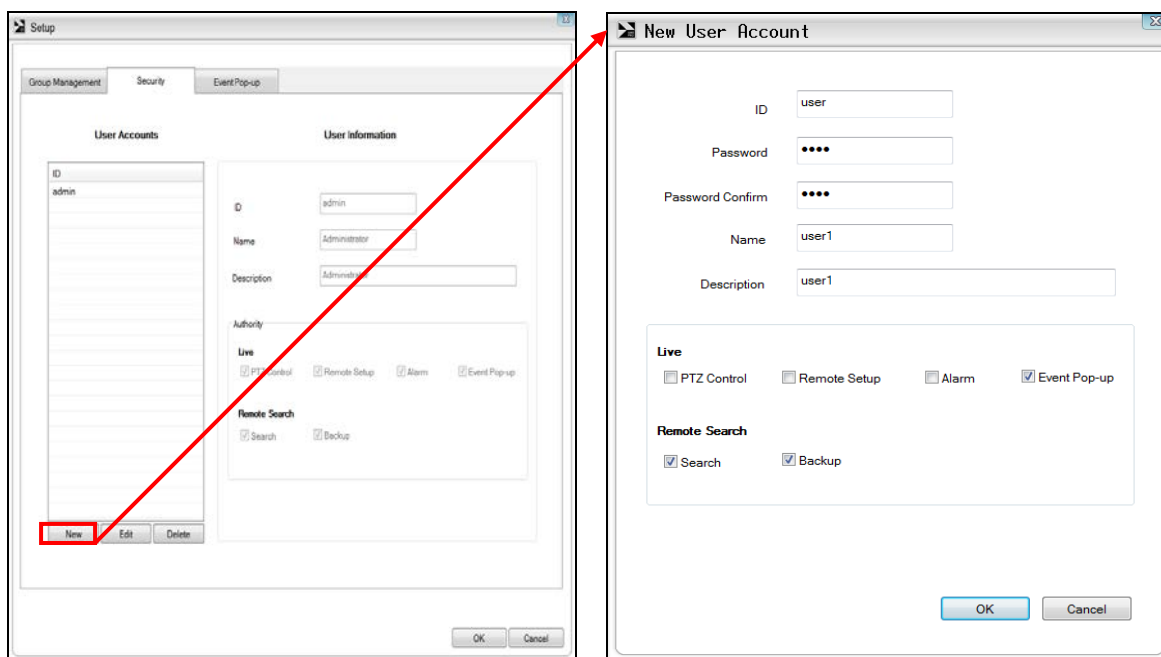 Setup
Group Management Security Event Pop-up
User Accounts User Information
ID
admin
ID admin
Name Administrator
Description Administrator
Authority
Live
PTZ Control Remote Setup Alarm Event Pop-up
Remote Search
Search Backup
New Edit Delete
OK Cancel
New User Account
ID user
Password ••••
Password Confirm ••••
Name user1
Description user1
Live
PTZ Control Remote Setup Alarm Event Pop-up
Remote Search
Search Backup
OK Cancel